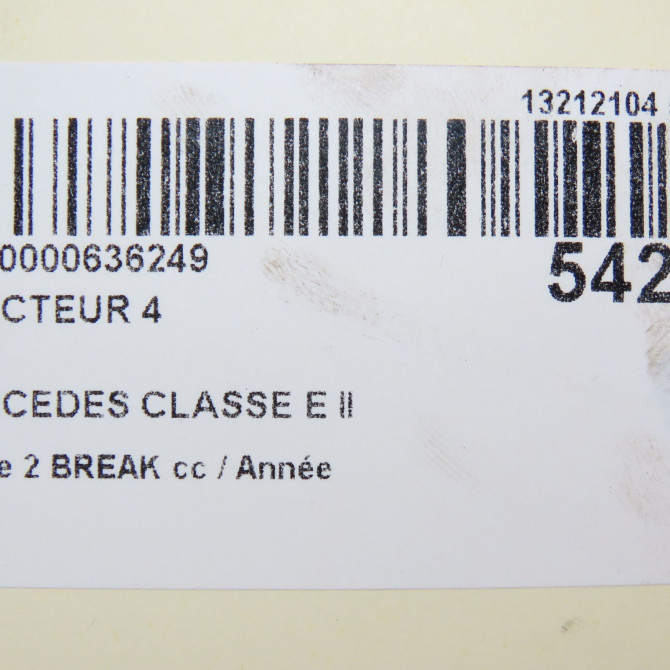 13212104
0000636249
542
CTEUR 4
CEDES CLASSE E II
e 2 BREAK cc / Année